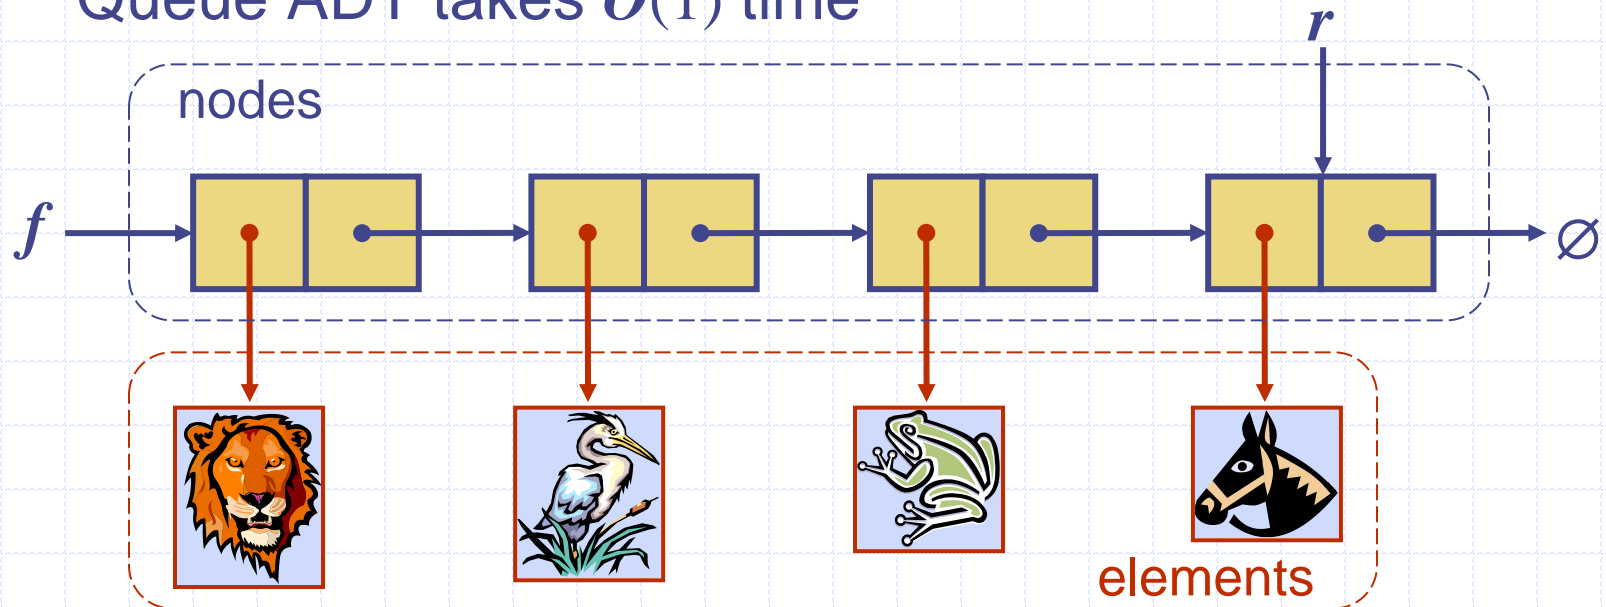 Queue ADT takes O(1) time
r
nodes
f
∅
elements